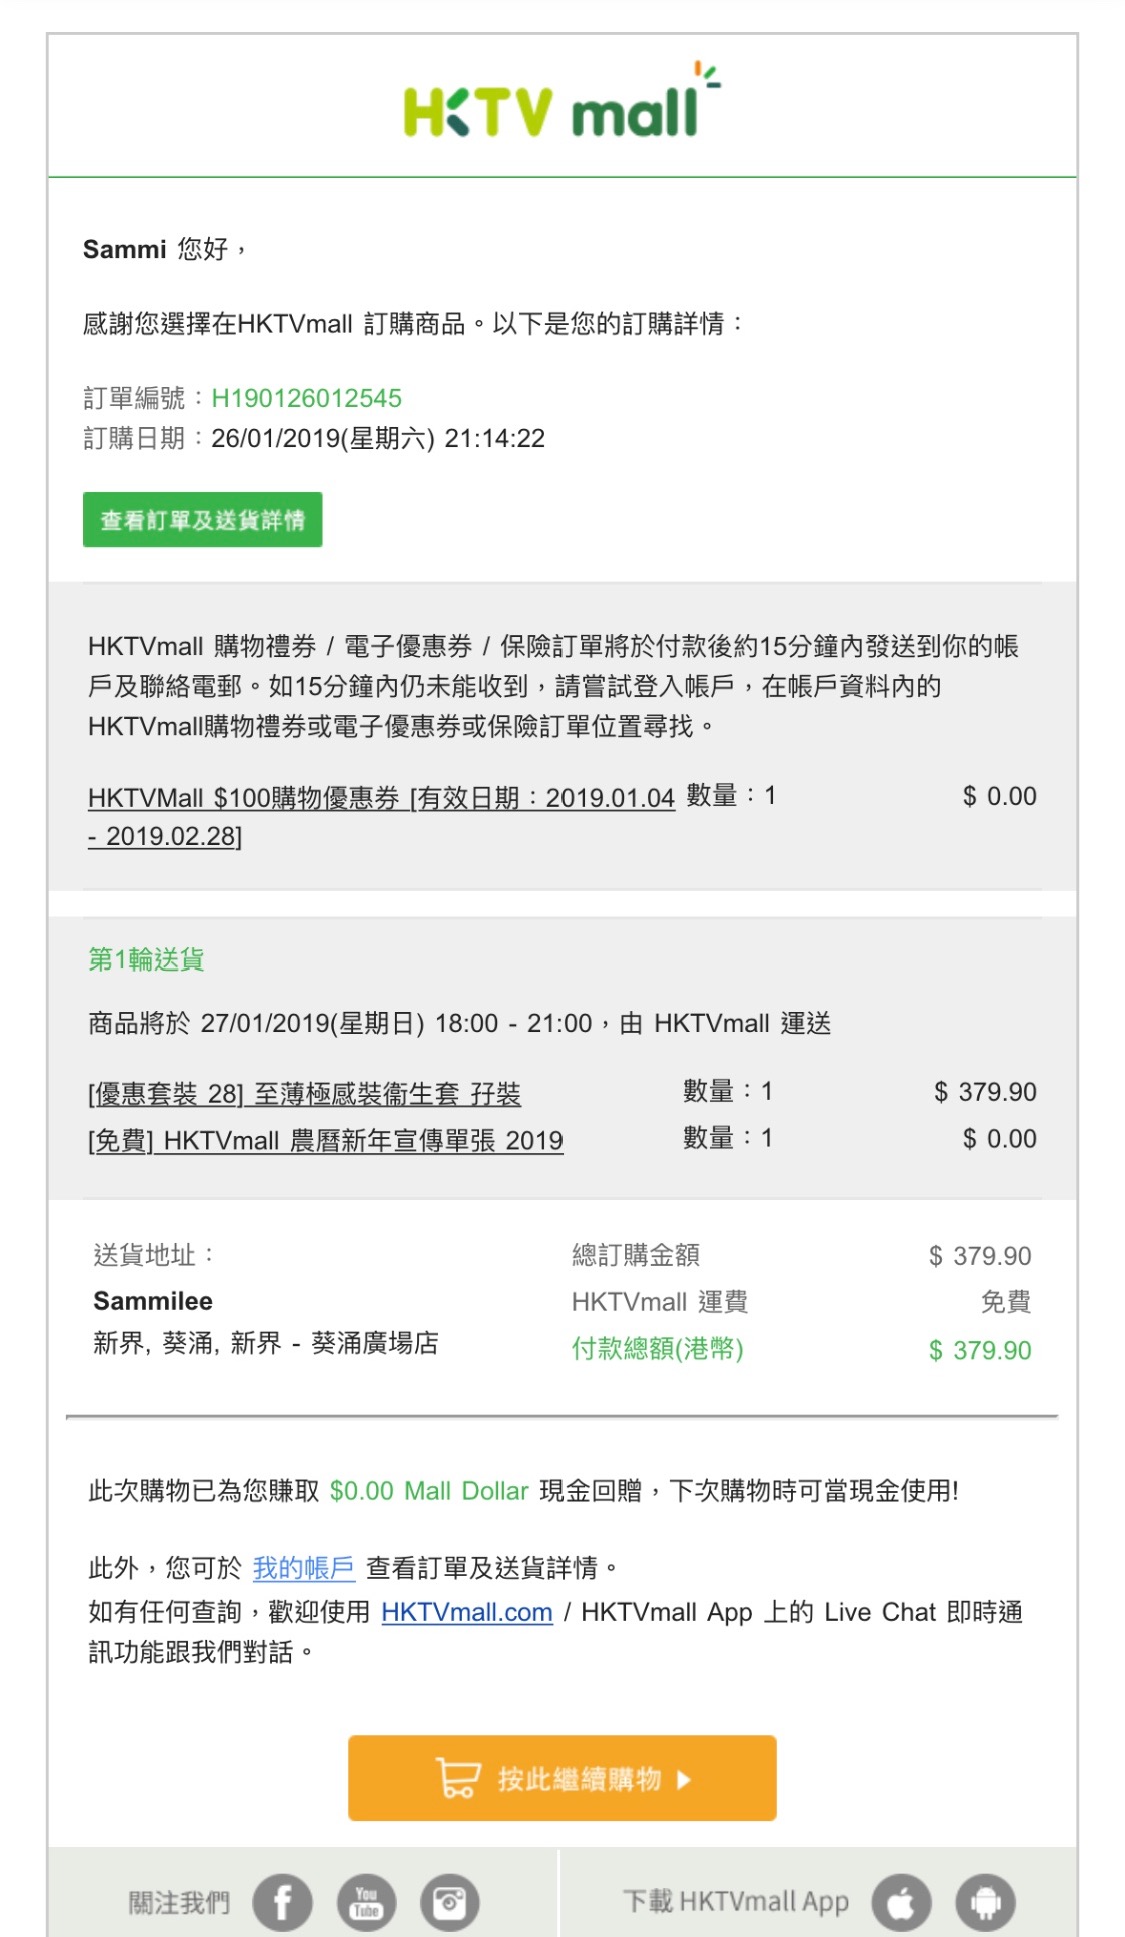 HKTV mall
Sammi 您好，
感謝您選擇在HKTVmall 訂購商品。以下是您的訂購詳情：
訂單編號：H190126012545
訂購日期：26/01/2019(星期六) 21:14:22
查看訂單及送貨詳情
HKTVmall 購物禮券 / 電子優惠券 / 保險訂單將於付款後約15分鐘內發送到你的帳
戶及聯絡電郵。如15分鐘內仍未能收到，請嘗試登入帳戶，在帳戶資料內的
HKTVmall購物禮券或電子優惠券或保險訂單位置尋找。
HKTVMall $100購物優惠券 [有效日期：2019.01.04 數量：1 $ 0.00
- 2019.02.28]
第1輪送貨
商品將於 27/01/2019(星期日) 18:00 - 21:00，由 HKTVmall 運送
[優惠套裝 28] 至薄極感裝衞生套 孖裝 數量：1 $ 379.90
[免費] HKTVmall 農曆新年宣傳單張 2019 數量：1 $ 0.00
送貨地址： 總訂購金額 $ 379.90
Sammilee HKTVmall 運費 免費
新界, 葵涌, 新界 - 葵涌廣場店 付款總額(港幣) $ 379.90
此次購物已為您賺取 $0.00 Mall Dollar 現金回贈，下次購物時可當現金使用!
此外，您可於 我的帳戶 查看訂單及送貨詳情。
如有任何查詢，歡迎使用 HKTVmall.com / HKTVmall App 上的 Live Chat 即時通
訊功能跟我們對話。
按此繼續購物
關注我們 f You Tube 下載 HKTVmall App